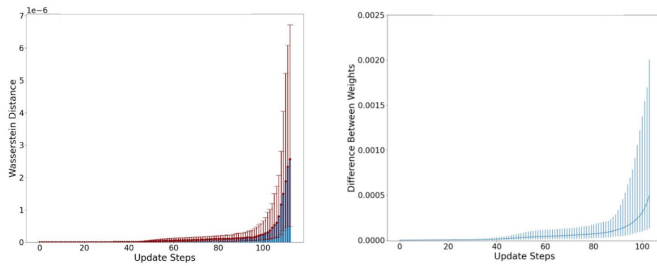 1e−6
7
6
5
4
3
2
1
0
Wasserstein Distance
0 20 40 60 80 100
Update Steps
0.0025
0.0020
0.0015
0.0010
0.0005
0.0000
Difference Between Weights
0 20 40 60 80 100
Update Steps